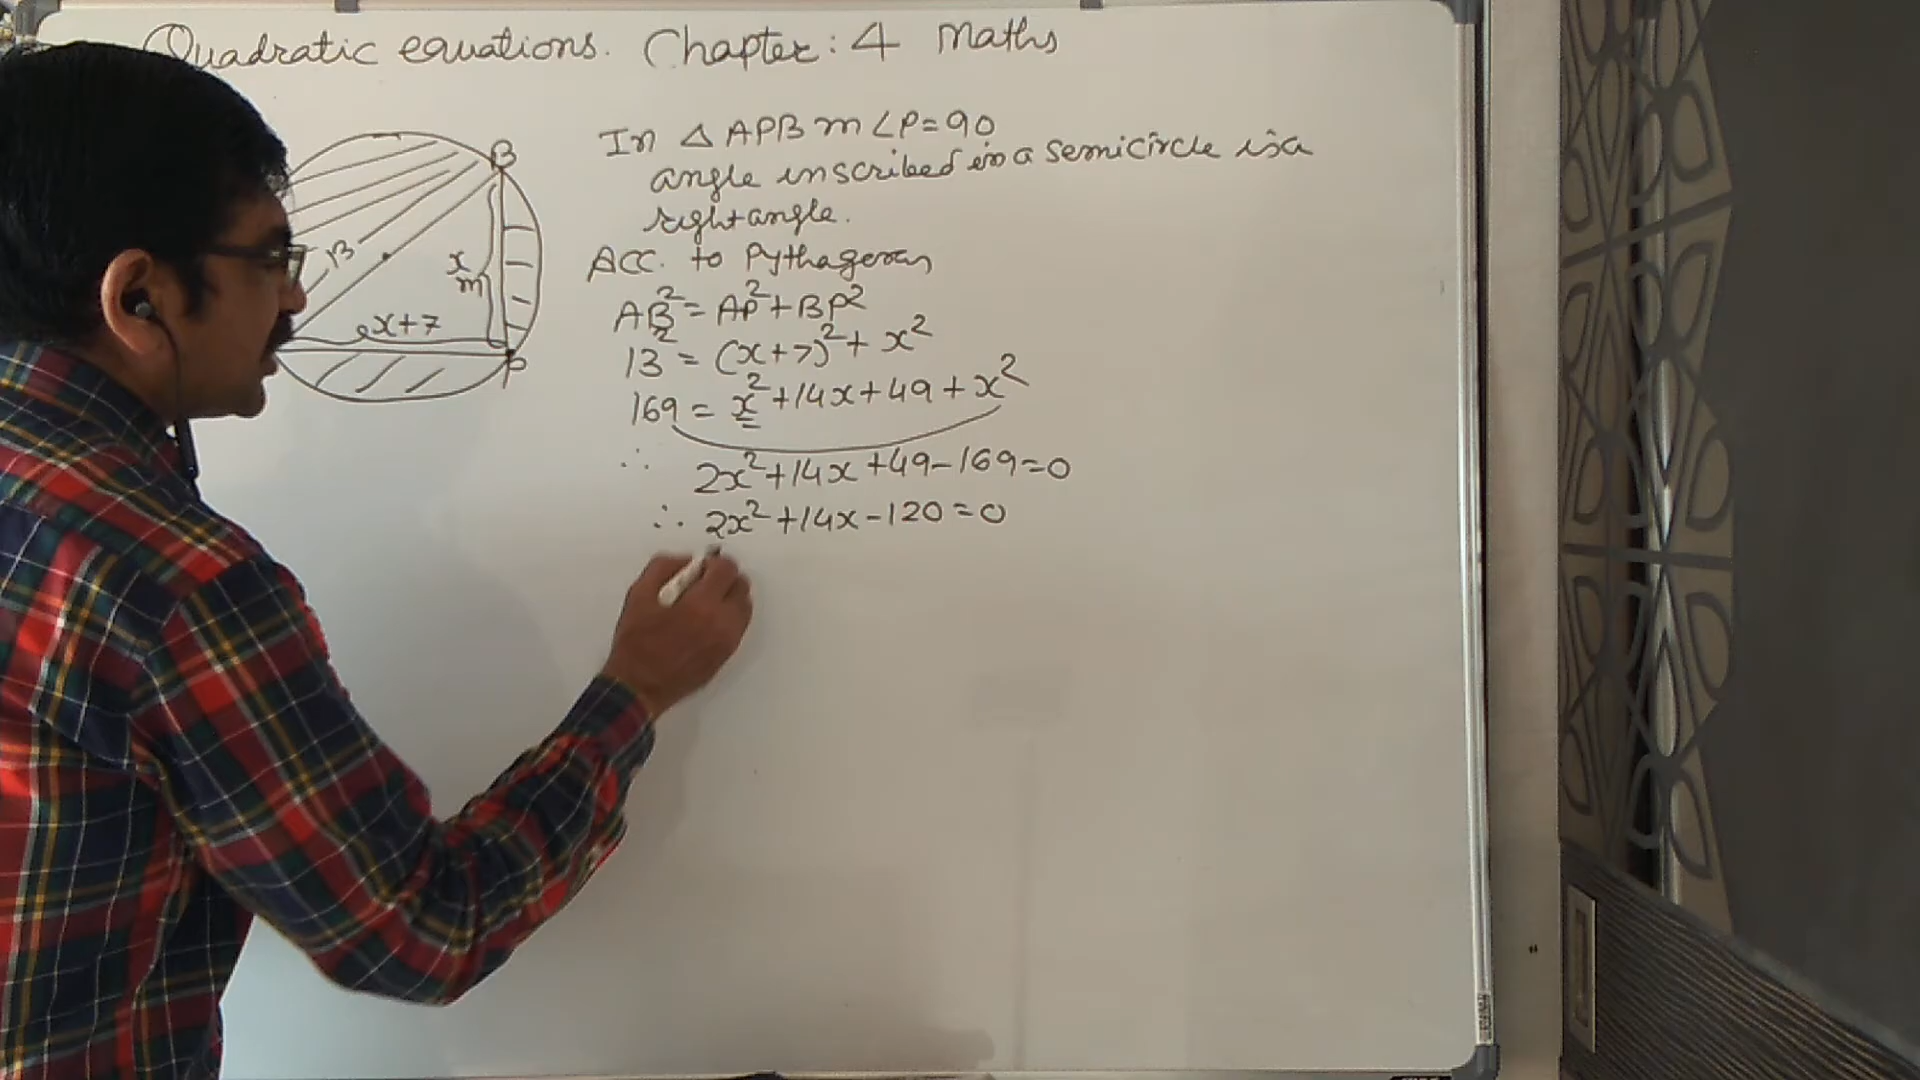 Quadratic equations. Chapter: 4 Maths
In △ APB m∠P=90
angle inscribed in a semicircle is a
right angle.
Acc. to Pythagoras
AB²= AP²+BP²
13² = (x+7)²+ x²
169 = x²+14x+49+x²
∴ 2x²+14x+49-169=0
∴ 2x²+14x-120=0
B
13
x
m
x+7
P